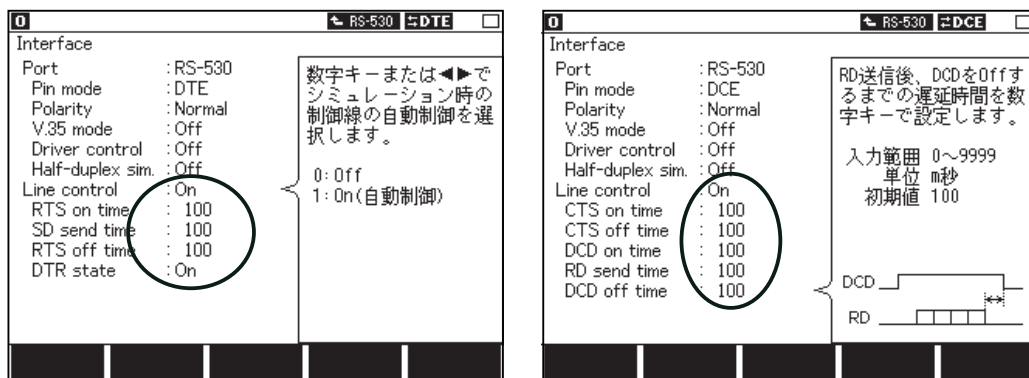 0 RS-530 DTE
Interface
Port :RS-530
Pin mode :DTE
Polarity :Normal
V.35 mode :Off
Driver control :Off
Half-duplex sim. :Off
Line control :On
RTS on time : 100
SD send time : 100
RTS off time : 100
DTR state :On
数字キーまたは◀▶で
シミュレーション時の
制御線の自動制御を選
択します。
0: Off
1: On(自動制御)
0 RS-530 DCE
Interface
Port :RS-530
Pin mode :DCE
Polarity :Normal
V.35 mode :Off
Driver control :Off
Half-duplex sim. :Off
Line control :On
CTS on time : 100
CTS off time : 100
DCD on time : 100
RD send time : 100
DCD off time : 100
RD送信後、DCDをOffす
るまでの遅延時間を数
字キーで設定します。
入力範囲 0~9999
単位 m秒
初期値 100
DCD
RD